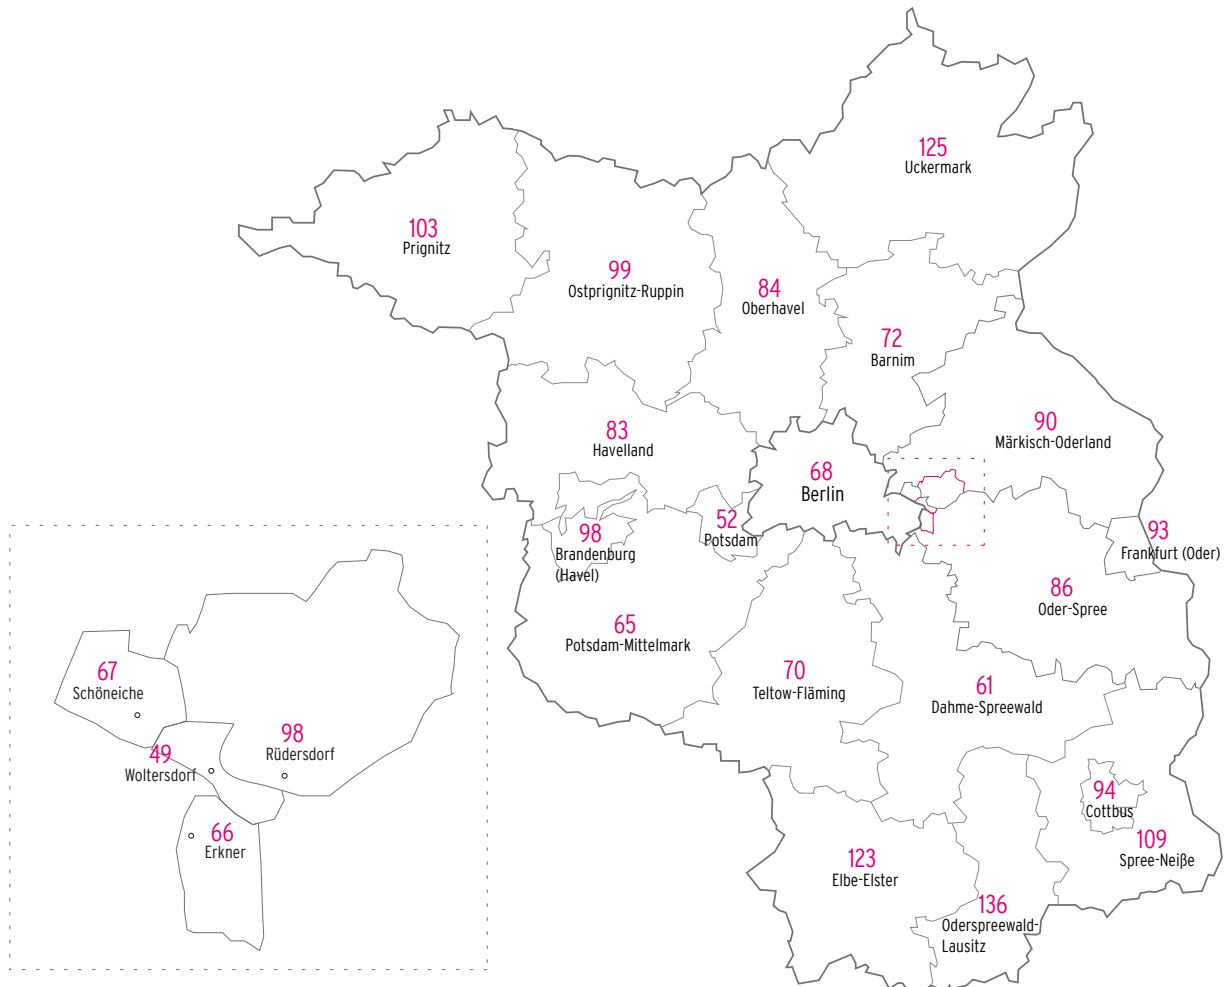 125
Uckermark
103
Prignitz
99
Ostprignitz-Ruppin
84
Oberhavel
72
Barnim
90
Märkisch-Oderland
83
Havelland
68
Berlin
52
Potsdam
98
Brandenburg
(Havel)
93
Frankfurt (Oder)
86
Oder-Spree
65
Potsdam-Mittelmark
70
Teltow-Fläming
61
Dahme-Spreewald
94
Cottbus
109
Spree-Neiße
123
Elbe-Elster
136
Oderspreewald-
Lausitz
67
Schöneiche
49
Woltersdorf
98
Rüdersdorf
66
Erkner